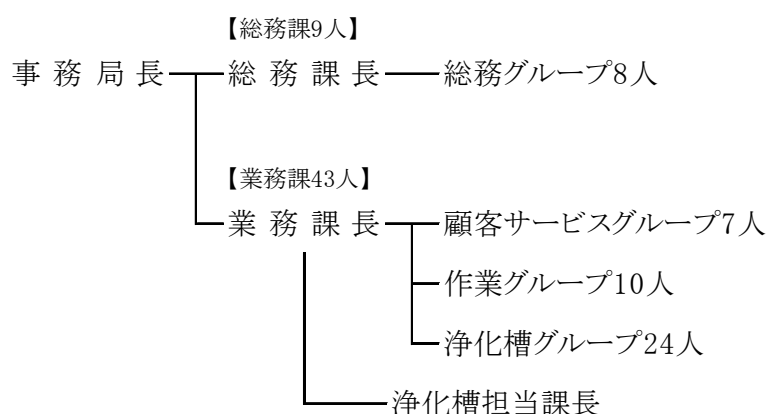 【総務課9人】
事務局長 総務課長 総務グループ8人
【業務課43人】
業務課長 顧客サービスグループ7人
作業グループ10人
浄化槽グループ24人
浄化槽担当課長